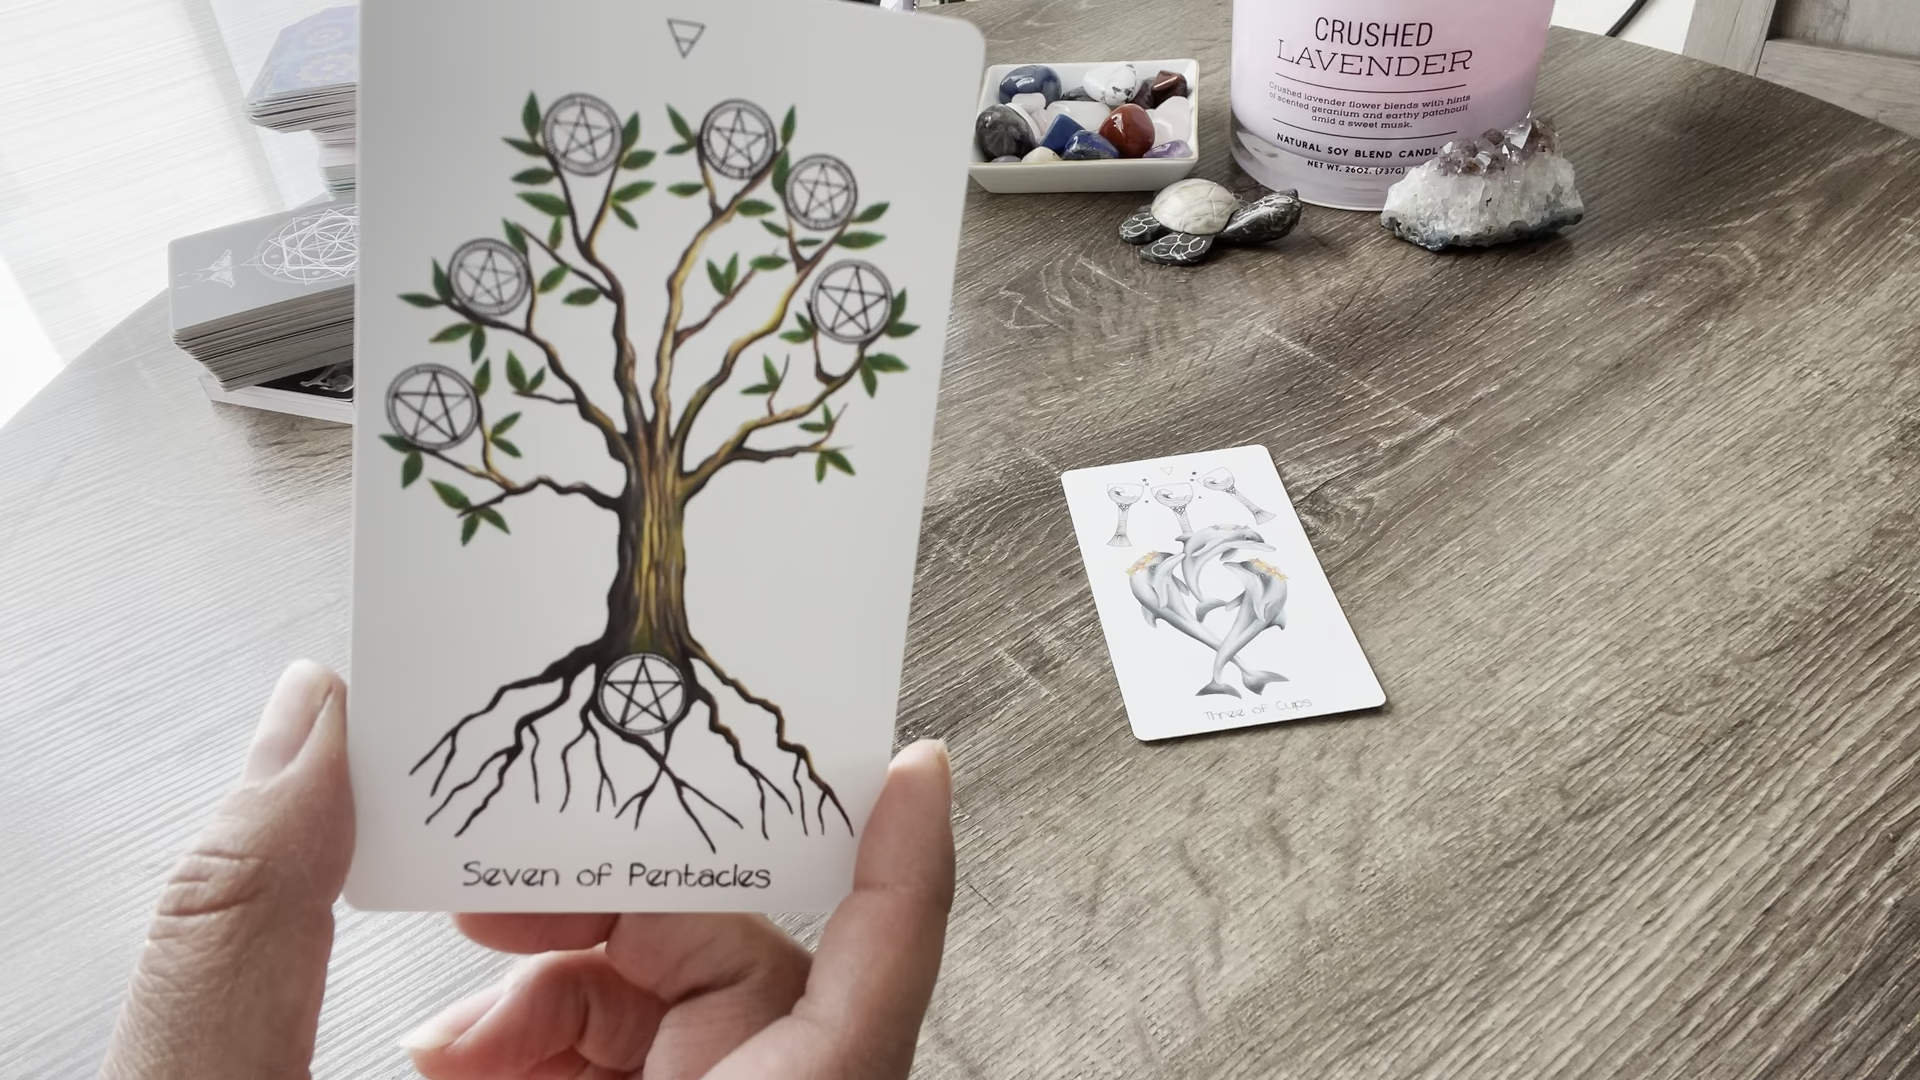 Seven of Pentacles
Three of Cups
CRUSHED
LAVENDER
Crushed lavender flower blends with hints
of scented geranium and earthy patchouli
amid a sweet musk.
NATURAL SOY BLEND CANDL
NET WT. 26OZ. (737G)